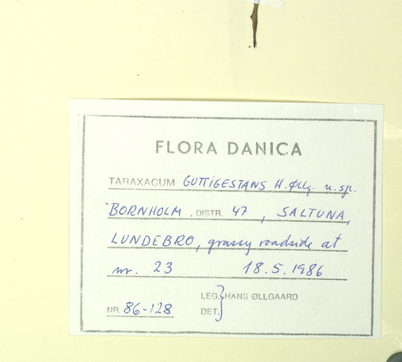 FLORA DANICA
TARAXACUM GUTTIGESTANS H. Øllg. n. sp.
BORNHOLM, DISTR. 47, SALTUNA,
LUNDEBRO, grassy roadside at
nr. 23 18.5.1986
LEG. HANS ØLLGAARD
NR. 86-128 DET.